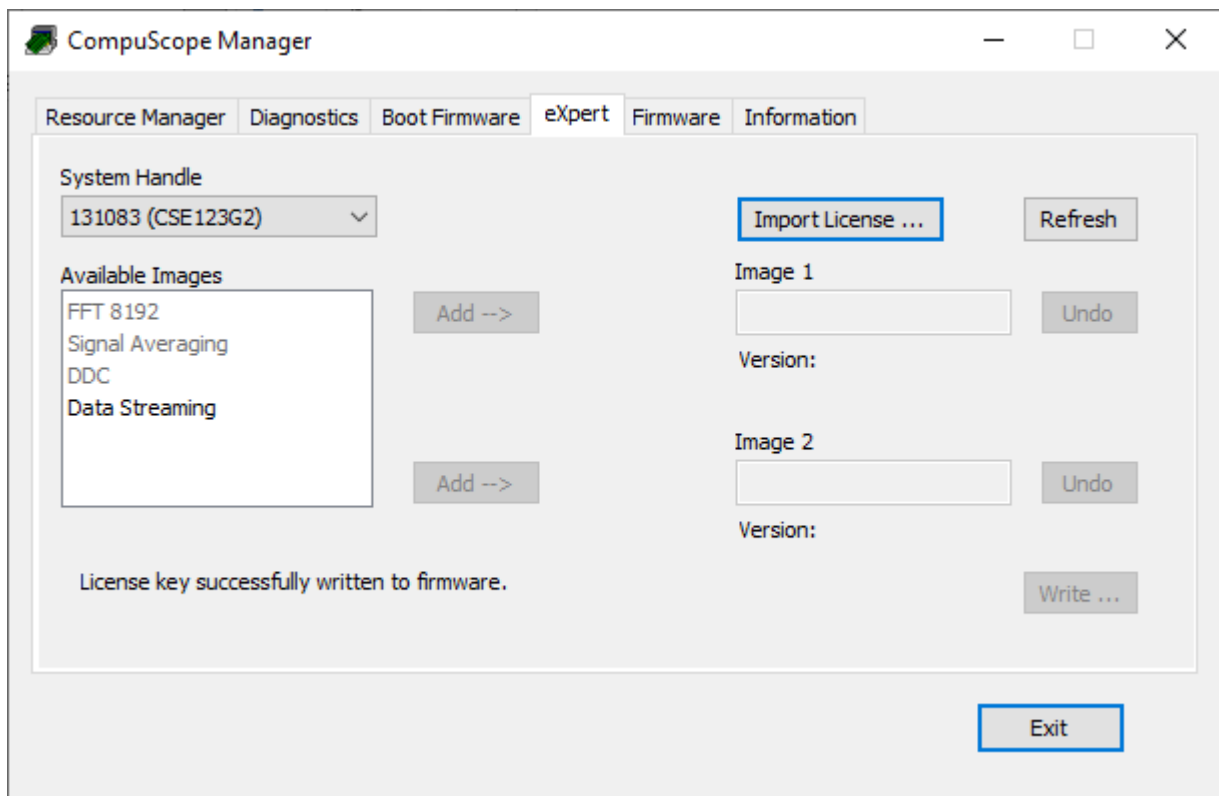 CompuScope Manager
Resource Manager Diagnostics Boot Firmware eXpert Firmware Information
System Handle
131083 (CSE123G2)
Import License ...
Refresh
Available Images
Image 1
FFT 8192
Signal Averaging
DDC
Data Streaming
Add -->
Undo
Version:
Image 2
Add -->
Undo
Version:
License key successfully written to firmware.
Write ...
Exit